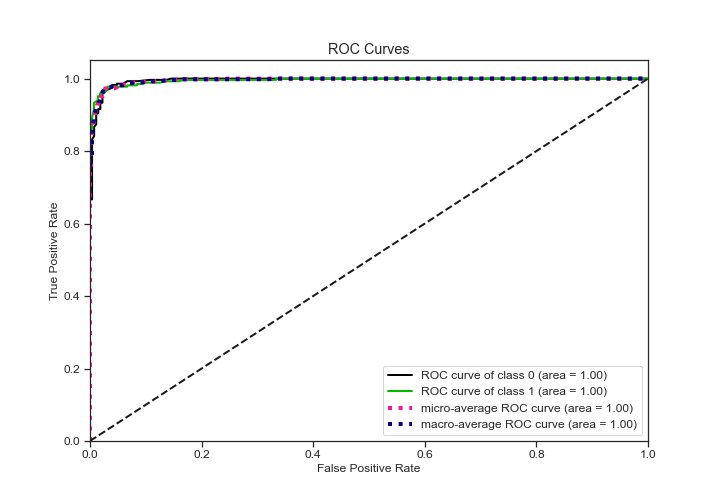 ROC Curves
1.0
0.8
0.6
0.4
0.2
0.0
True Positive Rate
0.0 0.2 0.4 0.6 0.8 1.0
False Positive Rate
ROC curve of class 0 (area = 1.00)
ROC curve of class 1 (area = 1.00)
micro-average ROC curve (area = 1.00)
macro-average ROC curve (area = 1.00)